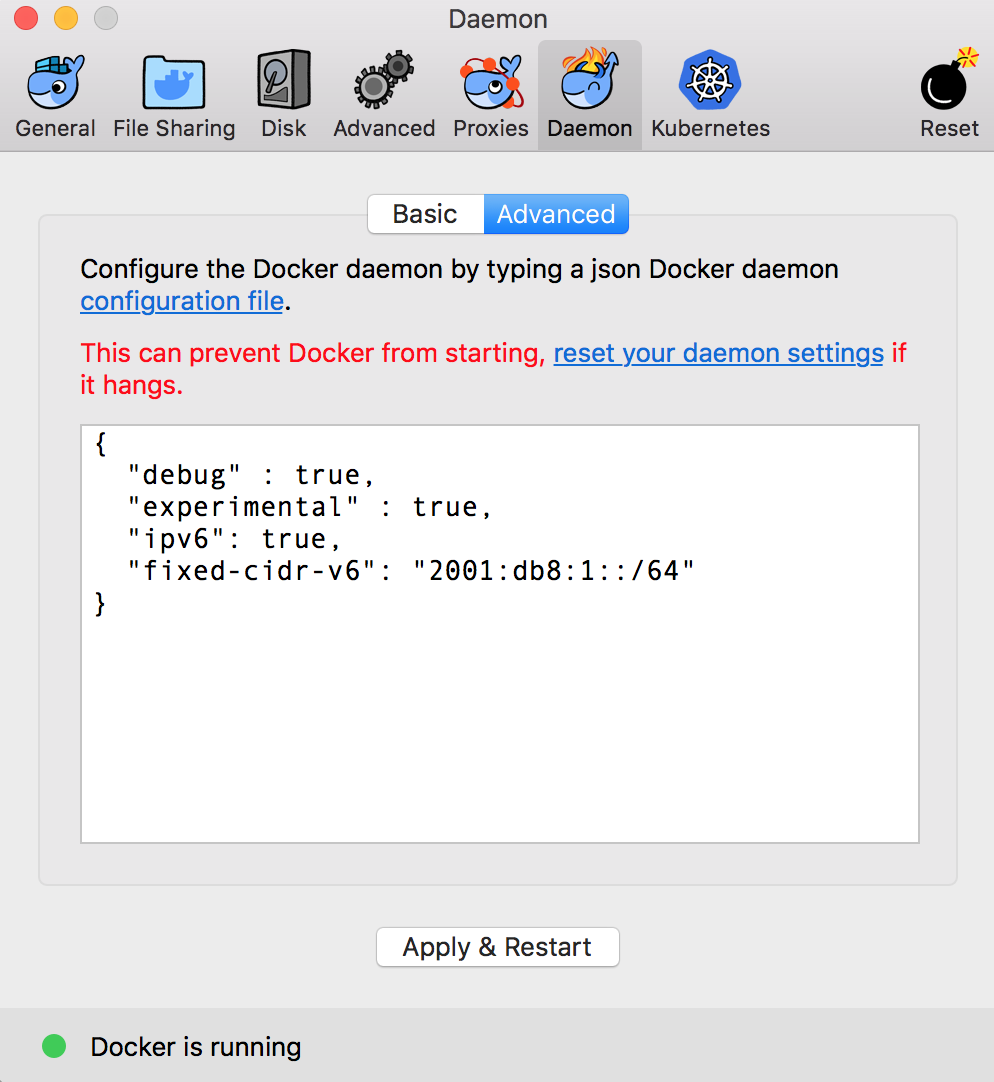 Daemon
General File Sharing Disk Advanced Proxies Daemon Kubernetes Reset
Basic Advanced
Configure the Docker daemon by typing a json Docker daemon
configuration file.
This can prevent Docker from starting, reset your daemon settings if
it hangs.
{
  "debug" : true,
  "experimental" : true,
  "ipv6": true,
  "fixed-cidr-v6": "2001:db8:1::/64"
}
Apply & Restart
Docker is running